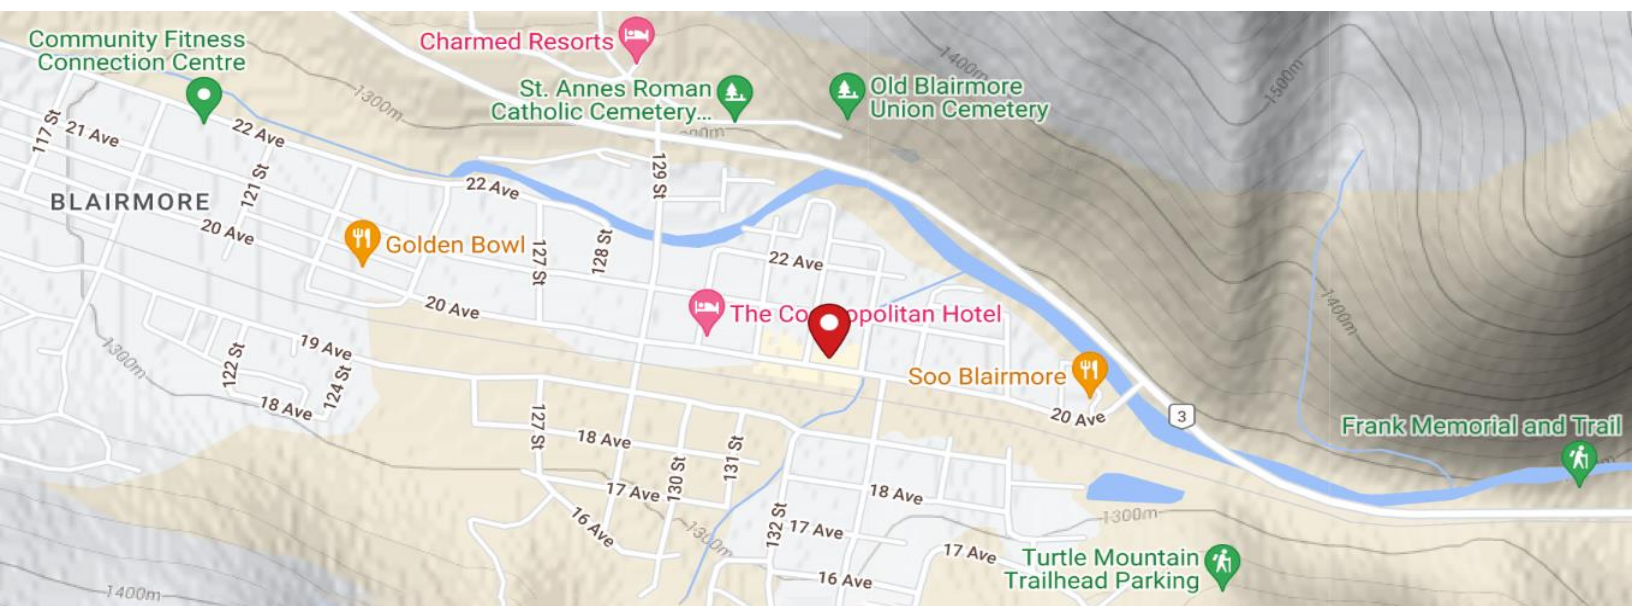 Community Fitness
Connection Centre
Charmed Resorts
St. Annes Roman
Catholic Cemetery...
Old Blairmore
Union Cemetery
1400m
1500m
1300m
117 St
21 Ave
22 Ave
121 St
BLAIRMORE
20 Ave
Golden Bowl
22 Ave
127 St
128 St
129 St
22 Ave
20 Ave
The Co
opolitan Hotel
1400m
1300m
122 St
19 Ave
124 St
18 Ave
Soo Blairmore
20 Ave
3
Frank Memorial and Trail
127 St
18 Ave
17 Ave
130 St
131 St
16 Ave
1300m
132 St
18 Ave
17 Ave
17 Ave
16 Ave
1300m
Turtle Mountain
Trailhead Parking
1400m